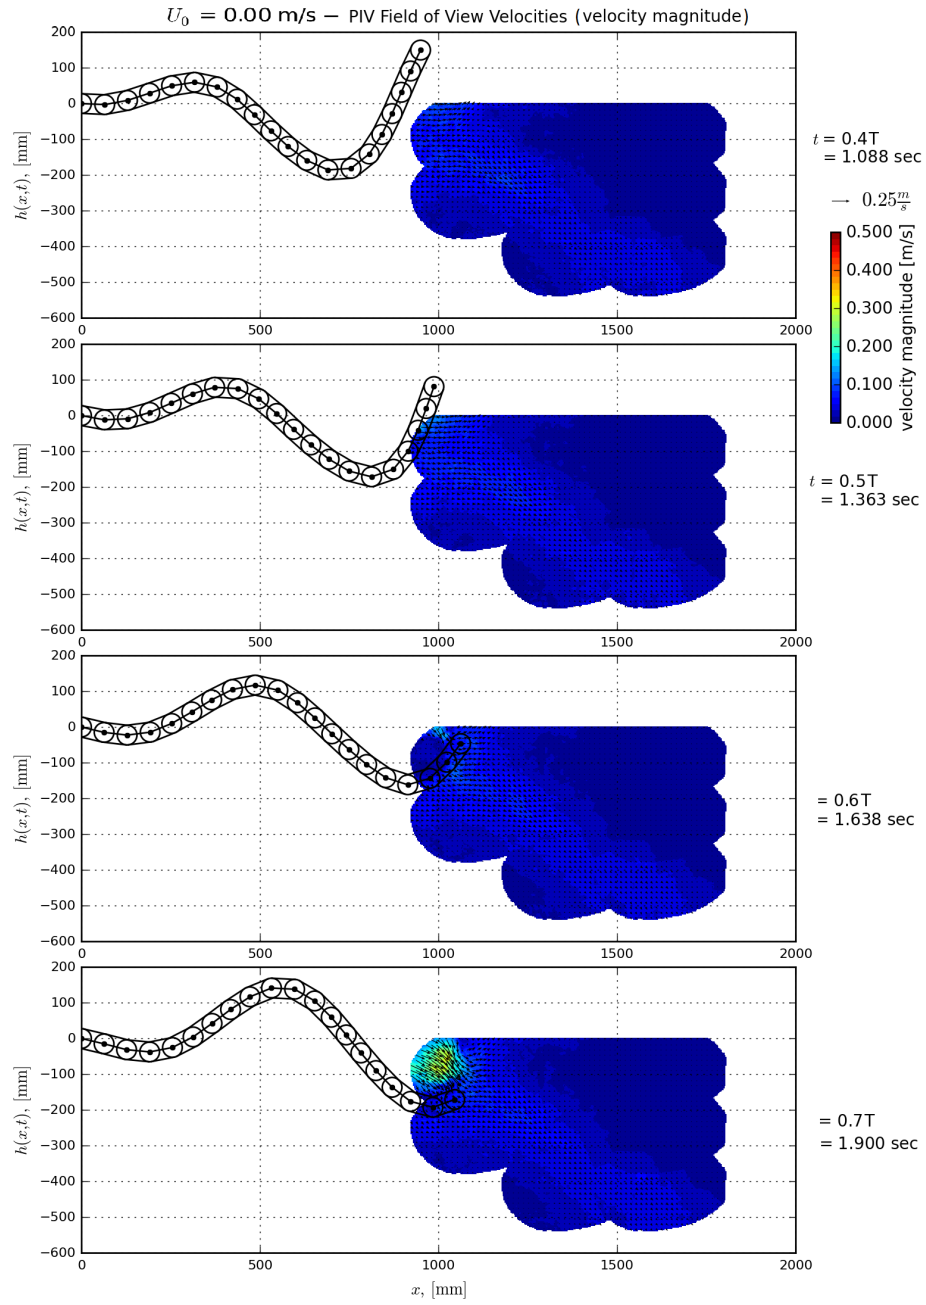 U₀ = 0.00 m/s − PIV Field of View Velocities (velocity magnitude)
200
100
0
−100
−200
−300
−400
−500
−600
h(x,t), [mm]
0 500 1000 1500 2000
t = 0.4T
= 1.088 sec
→ 0.25 m/s
0.500
0.400
0.300
0.200
0.100
0.000
velocity magnitude [m/s]
200
100
0
−100
−200
−300
−400
−500
−600
h(x,t), [mm]
0 500 1000 1500 2000
t = 0.5T
= 1.363 sec
200
100
0
−100
−200
−300
−400
−500
−600
h(x,t), [mm]
0 500 1000 1500 2000
= 0.6T
= 1.638 sec
200
100
0
−100
−200
−300
−400
−500
−600
h(x,t), [mm]
0 500 1000 1500 2000
= 0.7T
= 1.900 sec
x, [mm]